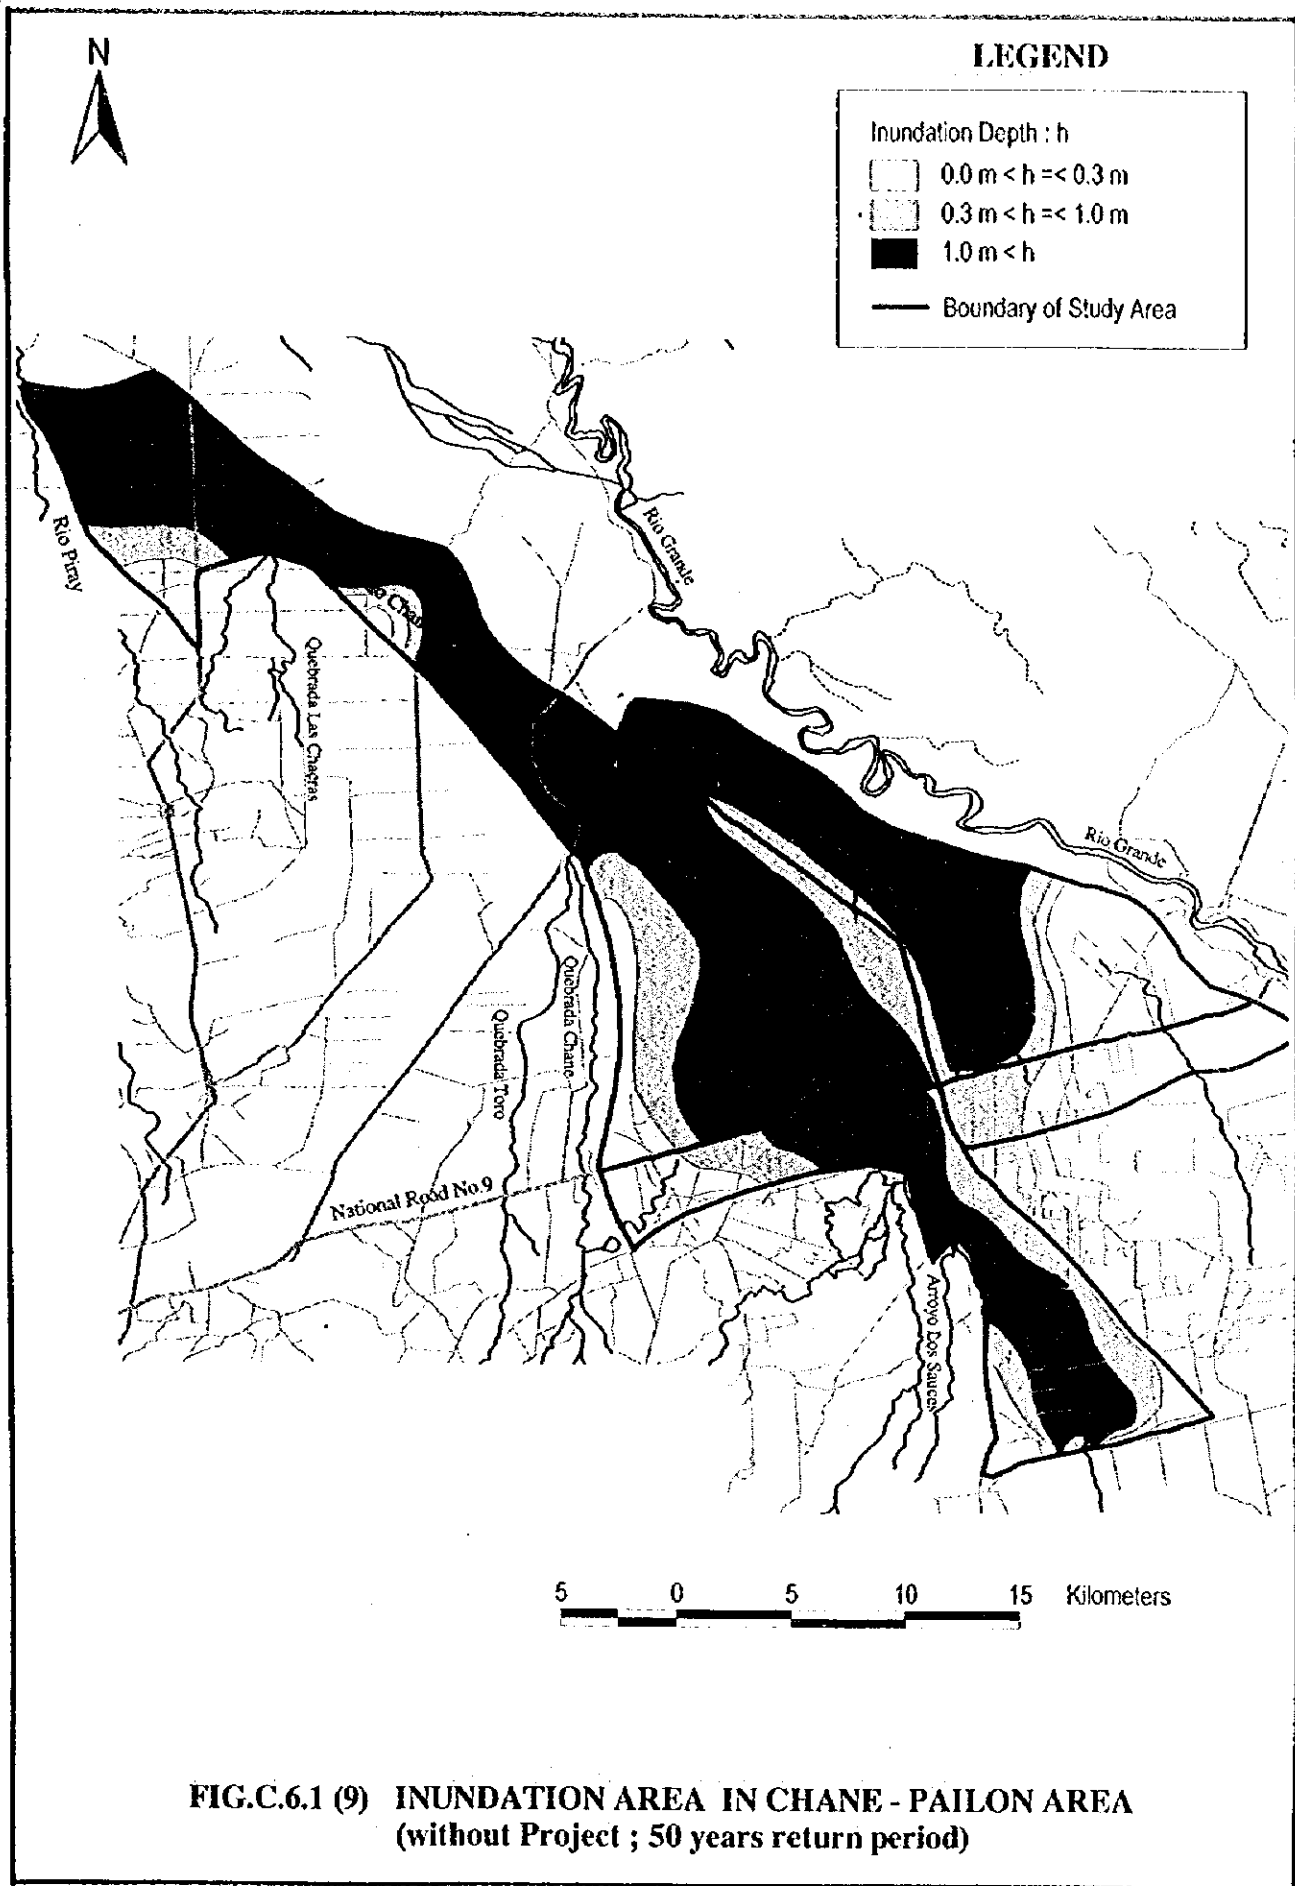 N
LEGEND
Inundation Depth : h
0.0 m < h =< 0.3 m
0.3 m < h =< 1.0 m
1.0 m < h
Boundary of Study Area
Rio Grande
Rio Piray
Quebrada Las Chacras
Rio Grande
Quebrada Chane
Quebrada Toro
National Road No.9
Arroyo Dos Sauces
5 0 5 10 15 Kilometers
FIG.C.6.1 (9) INUNDATION AREA IN CHANE - PAILON AREA
(without Project ; 50 years return period)